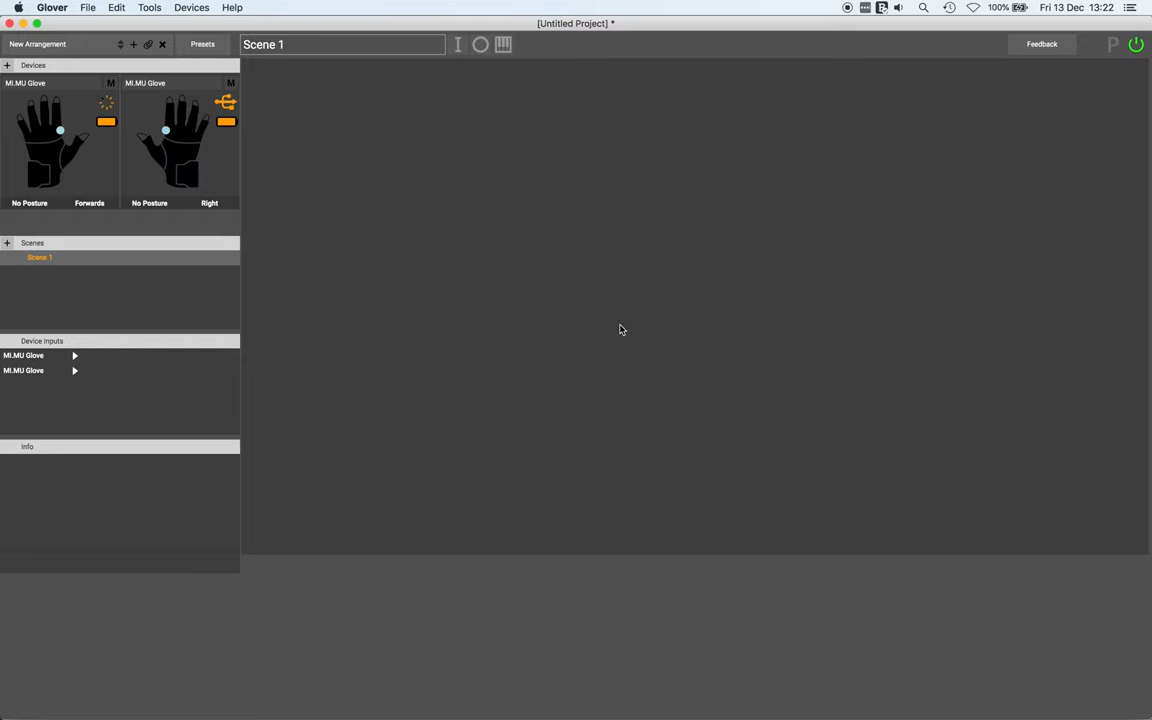 Glover File Edit Tools Devices Help 100% Fri 13 Dec 13:22
[Untitled Project] *
New Arrangement + Presets Scene 1 Feedback P
+ Devices
MI.MU Glove M MI.MU Glove M
No Posture Forwards No Posture Right
+ Scenes
Scene 1
Device Inputs
MI.MU Glove
MI.MU Glove
Info